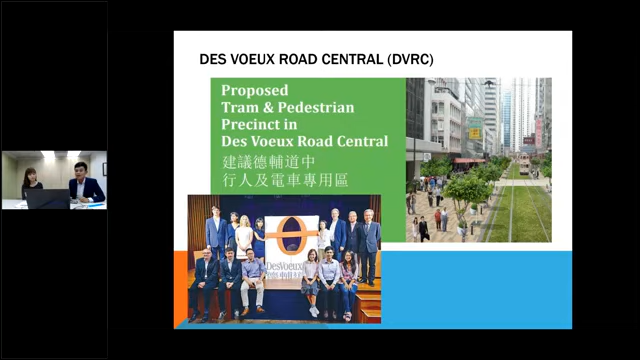 DES VOEUX ROAD CENTRAL (DVRC)
Proposed
Tram & Pedestrian
Precinct in
Des Voeux Road Central
建議德輔道中
行人及電車專用區
DesVoeux